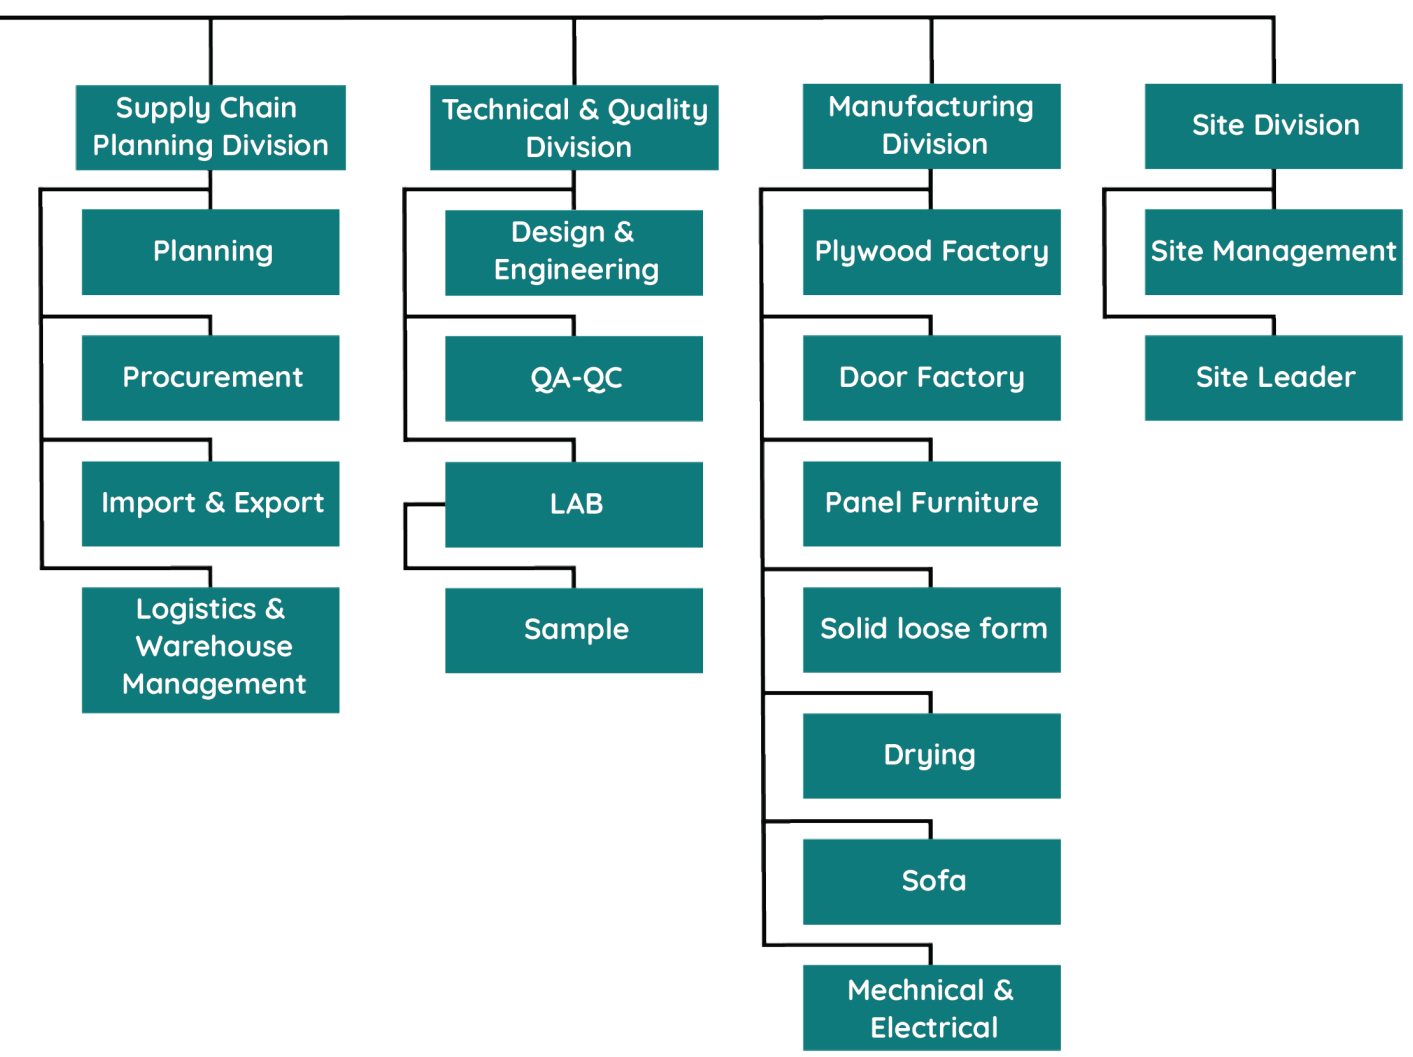 Supply Chain
Planning Division
Planning
Procurement
Import & Export
Logistics &
Warehouse
Management
Technical & Quality
Division
Design &
Engineering
QA-QC
LAB
Sample
Manufacturing
Division
Plywood Factory
Door Factory
Panel Furniture
Solid loose form
Drying
Sofa
Mechnical &
Electrical
Site Division
Site Management
Site Leader